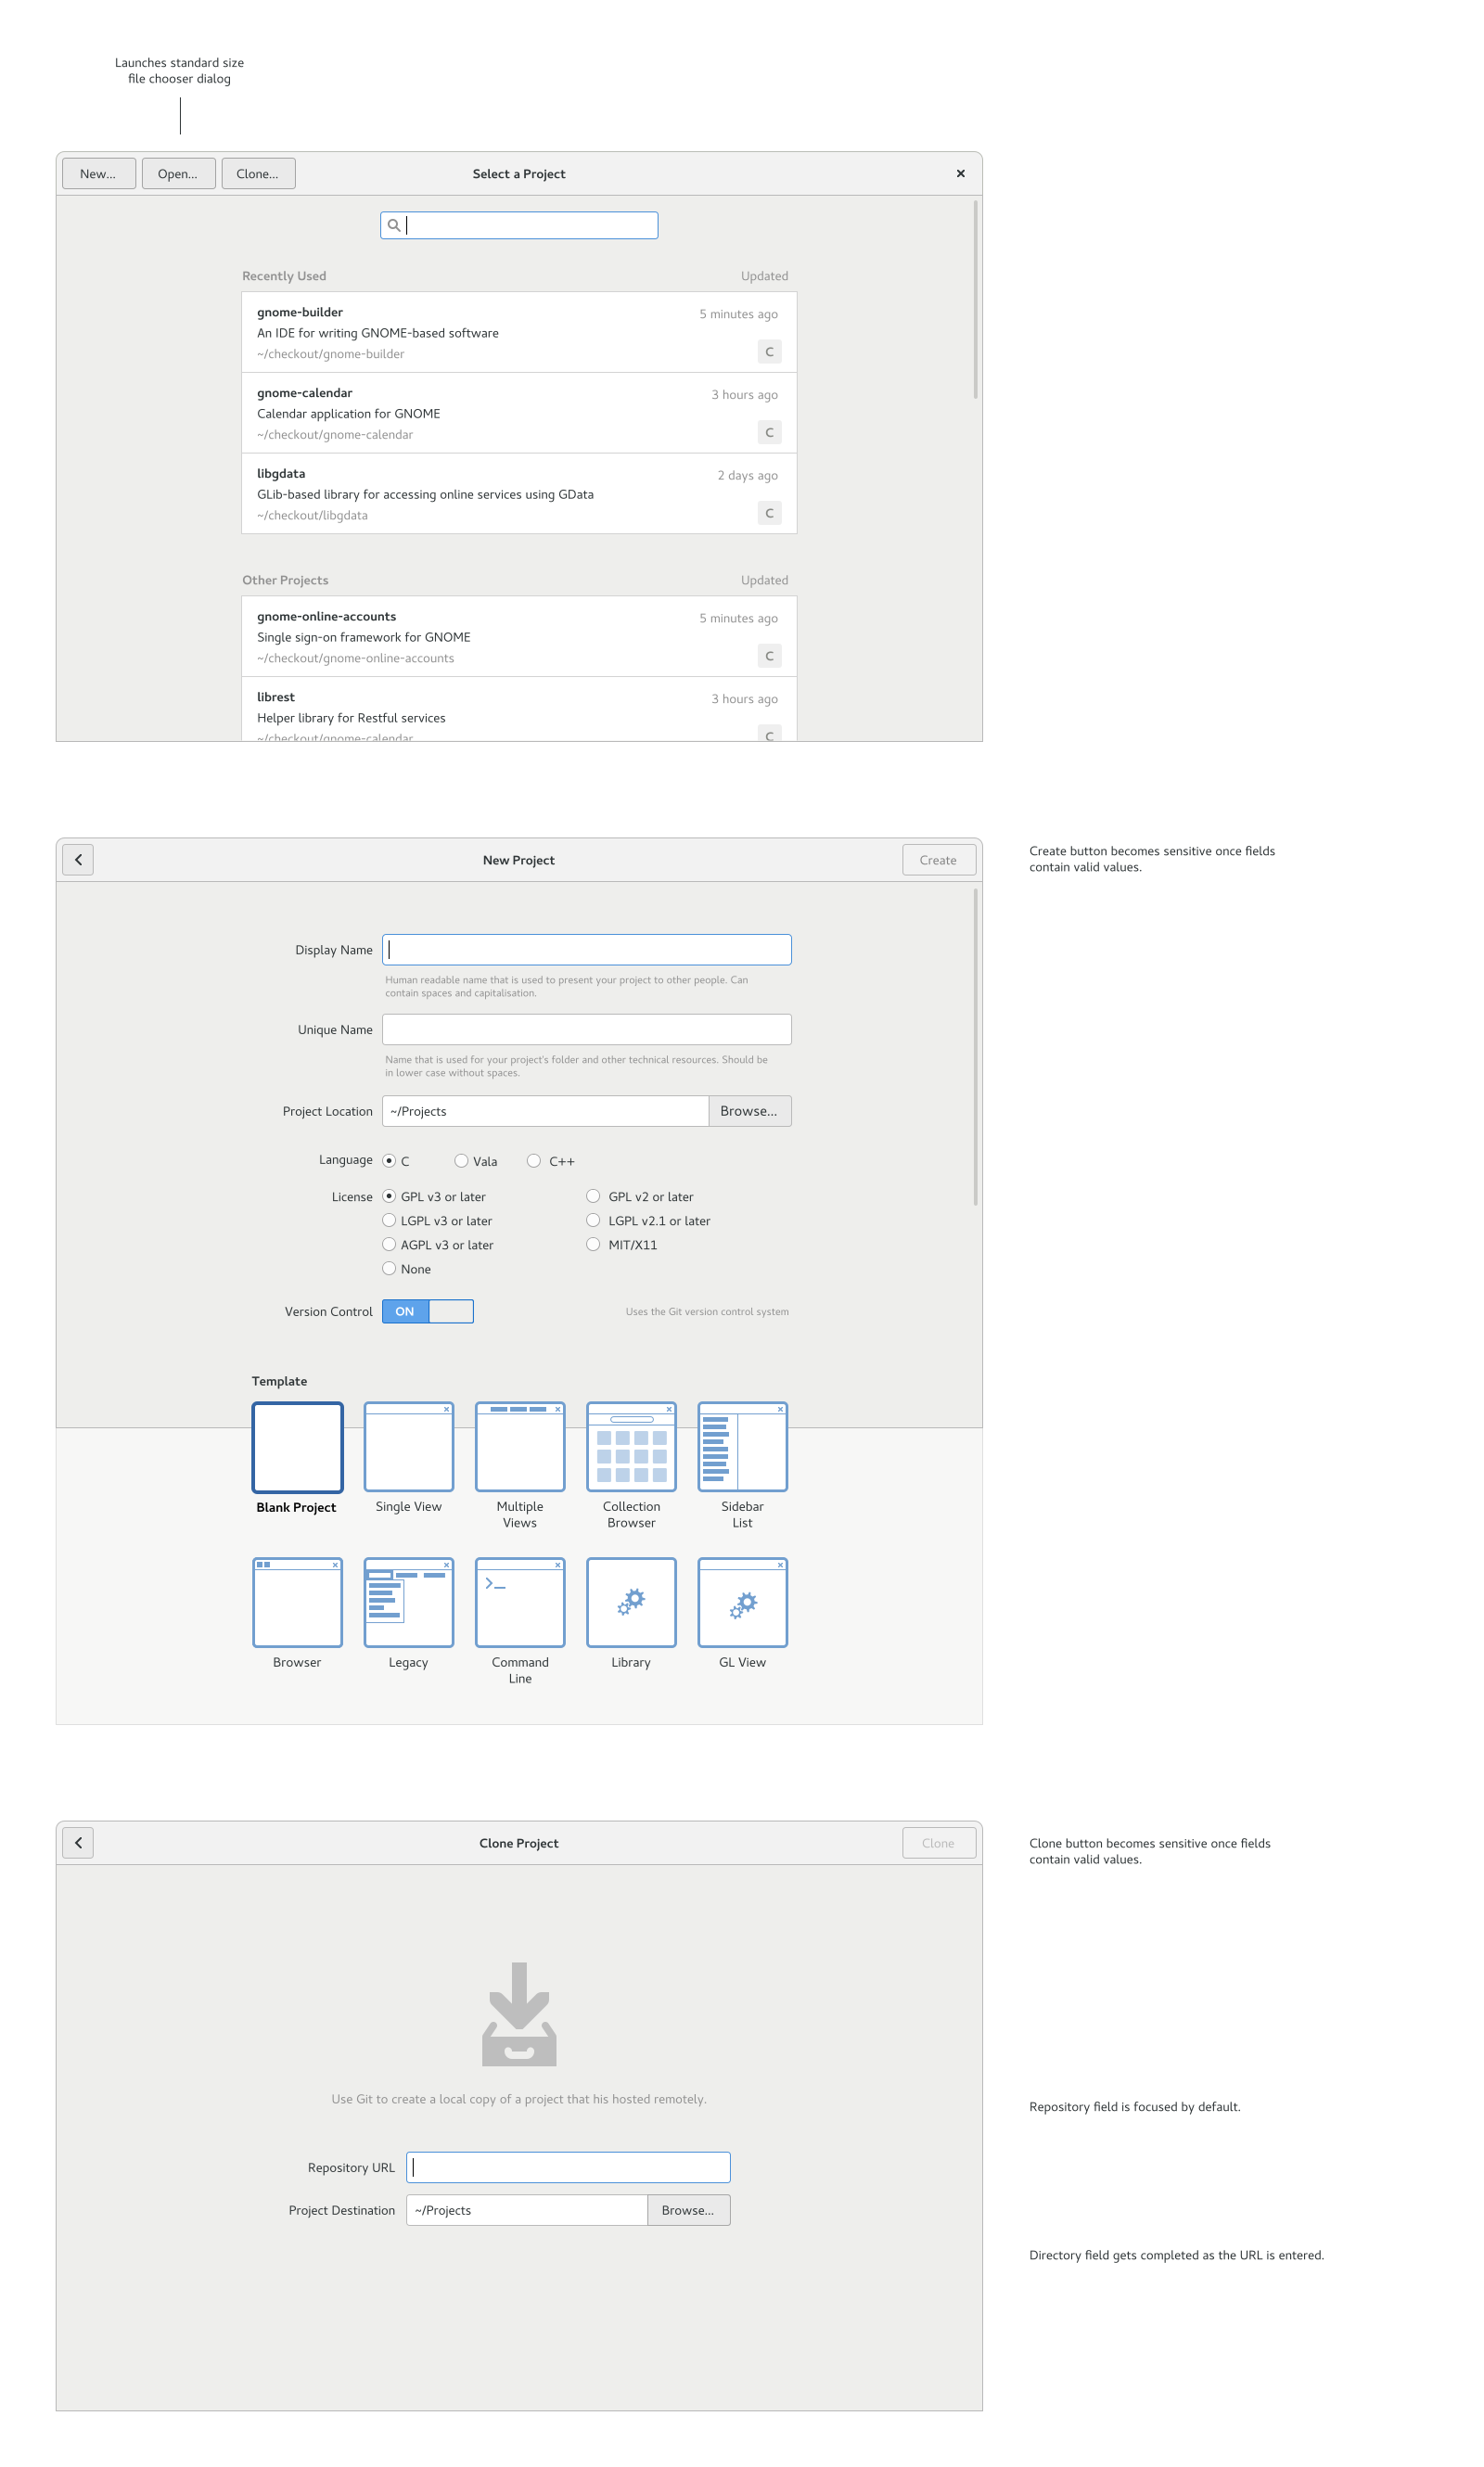 Launches standard size
file chooser dialog
New...
Open...
Clone...
Select a Project
Recently Used
Updated
gnome-builder
5 minutes ago
An IDE for writing GNOME-based software
~/checkout/gnome-builder
C
gnome-calendar
3 hours ago
Calendar application for GNOME
~/checkout/gnome-calendar
C
libgdata
2 days ago
GLib-based library for accessing online services using GData
~/checkout/libgdata
C
Other Projects
Updated
gnome-online-accounts
5 minutes ago
Single sign-on framework for GNOME
~/checkout/gnome-online-accounts
C
librest
3 hours ago
Helper library for Restful services
~/checkout/gnome-calendar
C
New Project
Create
Create button becomes sensitive once fields
contain valid values.
Display Name
Human readable name that is used to present your project to other people. Can
contain spaces and capitalisation.
Unique Name
Name that is used for your project's folder and other technical resources. Should be
in lower case without spaces.
Project Location
~/Projects
Browse...
Language
C
Vala
C++
License
GPL v3 or later
GPL v2 or later
LGPL v3 or later
LGPL v2.1 or later
AGPL v3 or later
MIT/X11
None
Version Control
ON
Uses the Git version control system
Template
Blank Project
Single View
Multiple
Views
Collection
Browser
Sidebar
List
Browser
Legacy
Command
Line
Library
GL View
Clone Project
Clone
Clone button becomes sensitive once fields
contain valid values.
Use Git to create a local copy of a project that his hosted remotely.
Repository field is focused by default.
Repository URL
Project Destination
~/Projects
Browse...
Directory field gets completed as the URL is entered.